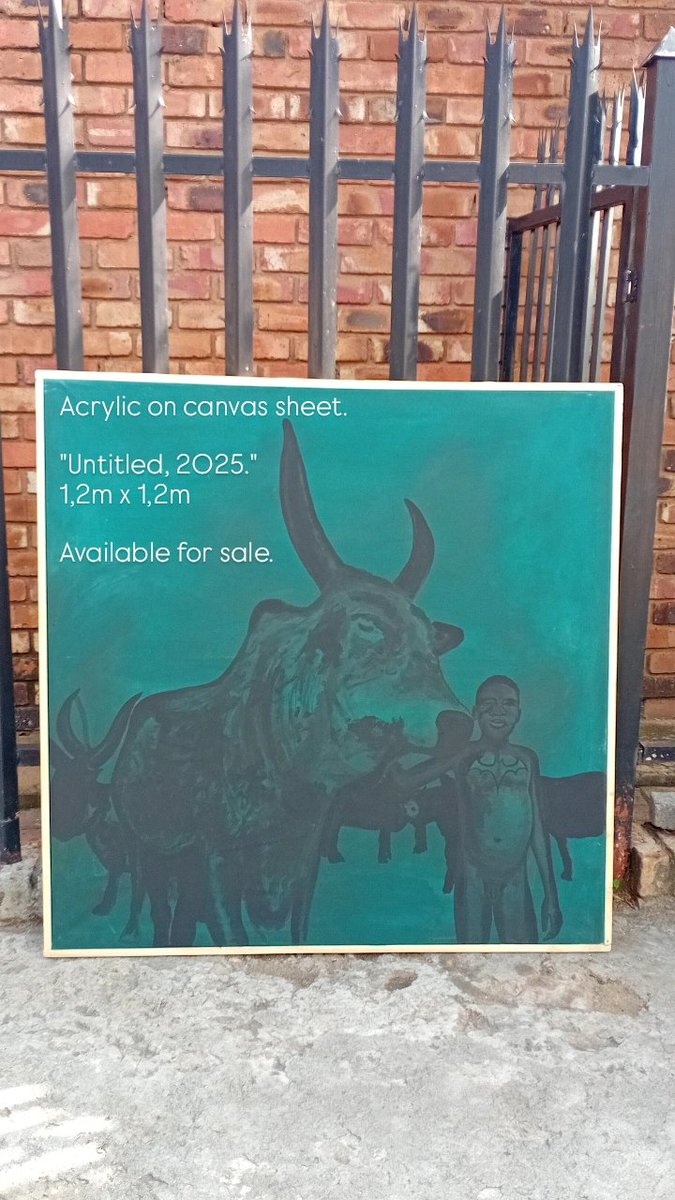 Acrylic on canvas sheet.
"Untitled, 2025."
1,2m x 1,2m
Available for sale.